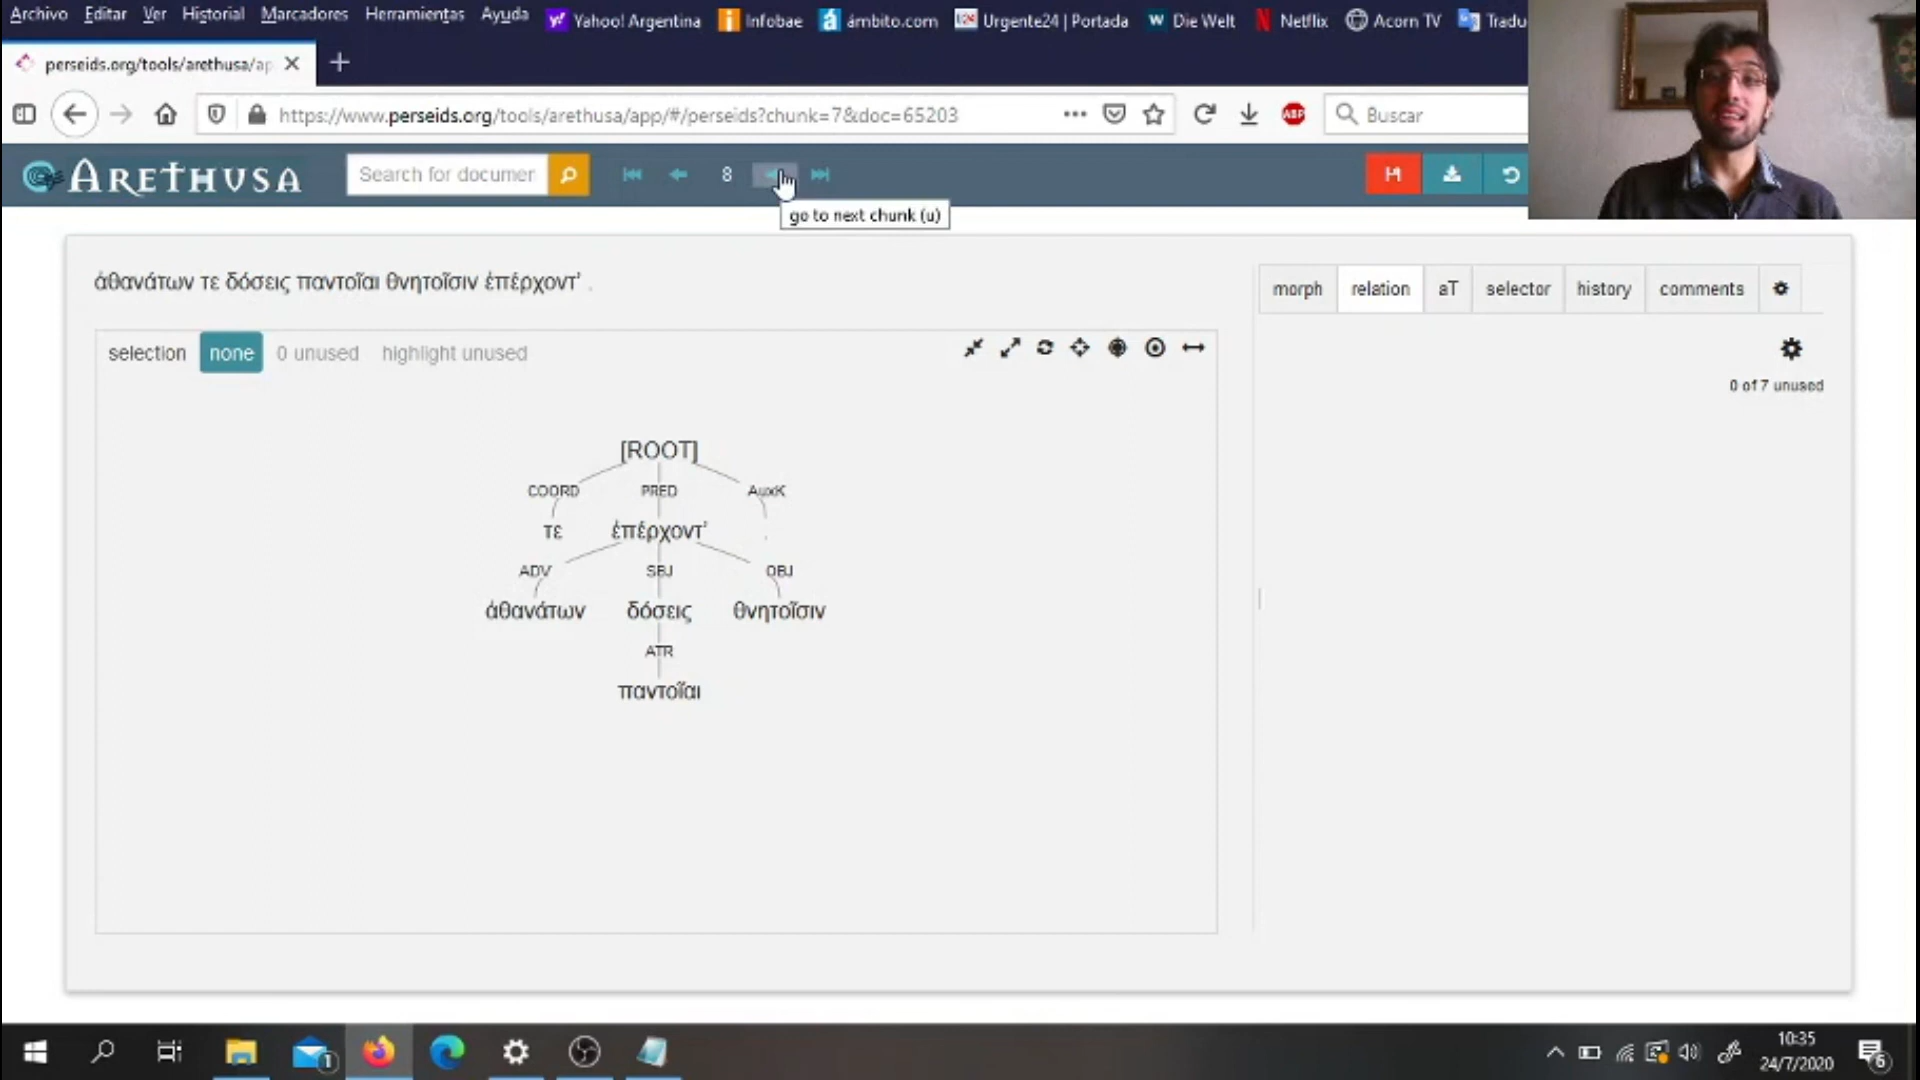 Archivo Editar Ver Historial Marcadores Herramientas Ayuda Yahoo! Argentina Infobae ámbito.com Urgente24 | Portada Die Welt Netflix Acorn TV Tradu
perseids.org/tools/arethusa/ap
https://www.perseids.org/tools/arethusa/app/#/perseids?chunk=7&doc=65203 ABP Buscar
ARETHUSA Search for documer 8
go to next chunk (u)
ἀθανάτων τε δόσεις παντοῖαι θνητοῖσιν ἐπέρχοντ’ .
morph relation aT selector history comments
selection none 0 unused highlight unused
0 of 7 unused
[ROOT]
COORD PRED AuxK
τε ἐπέρχοντ’ .
ADV SBJ OBJ
ἀθανάτων δόσεις θνητοῖσιν
ATR
παντοῖαι
1
10:35
24/7/2020
6